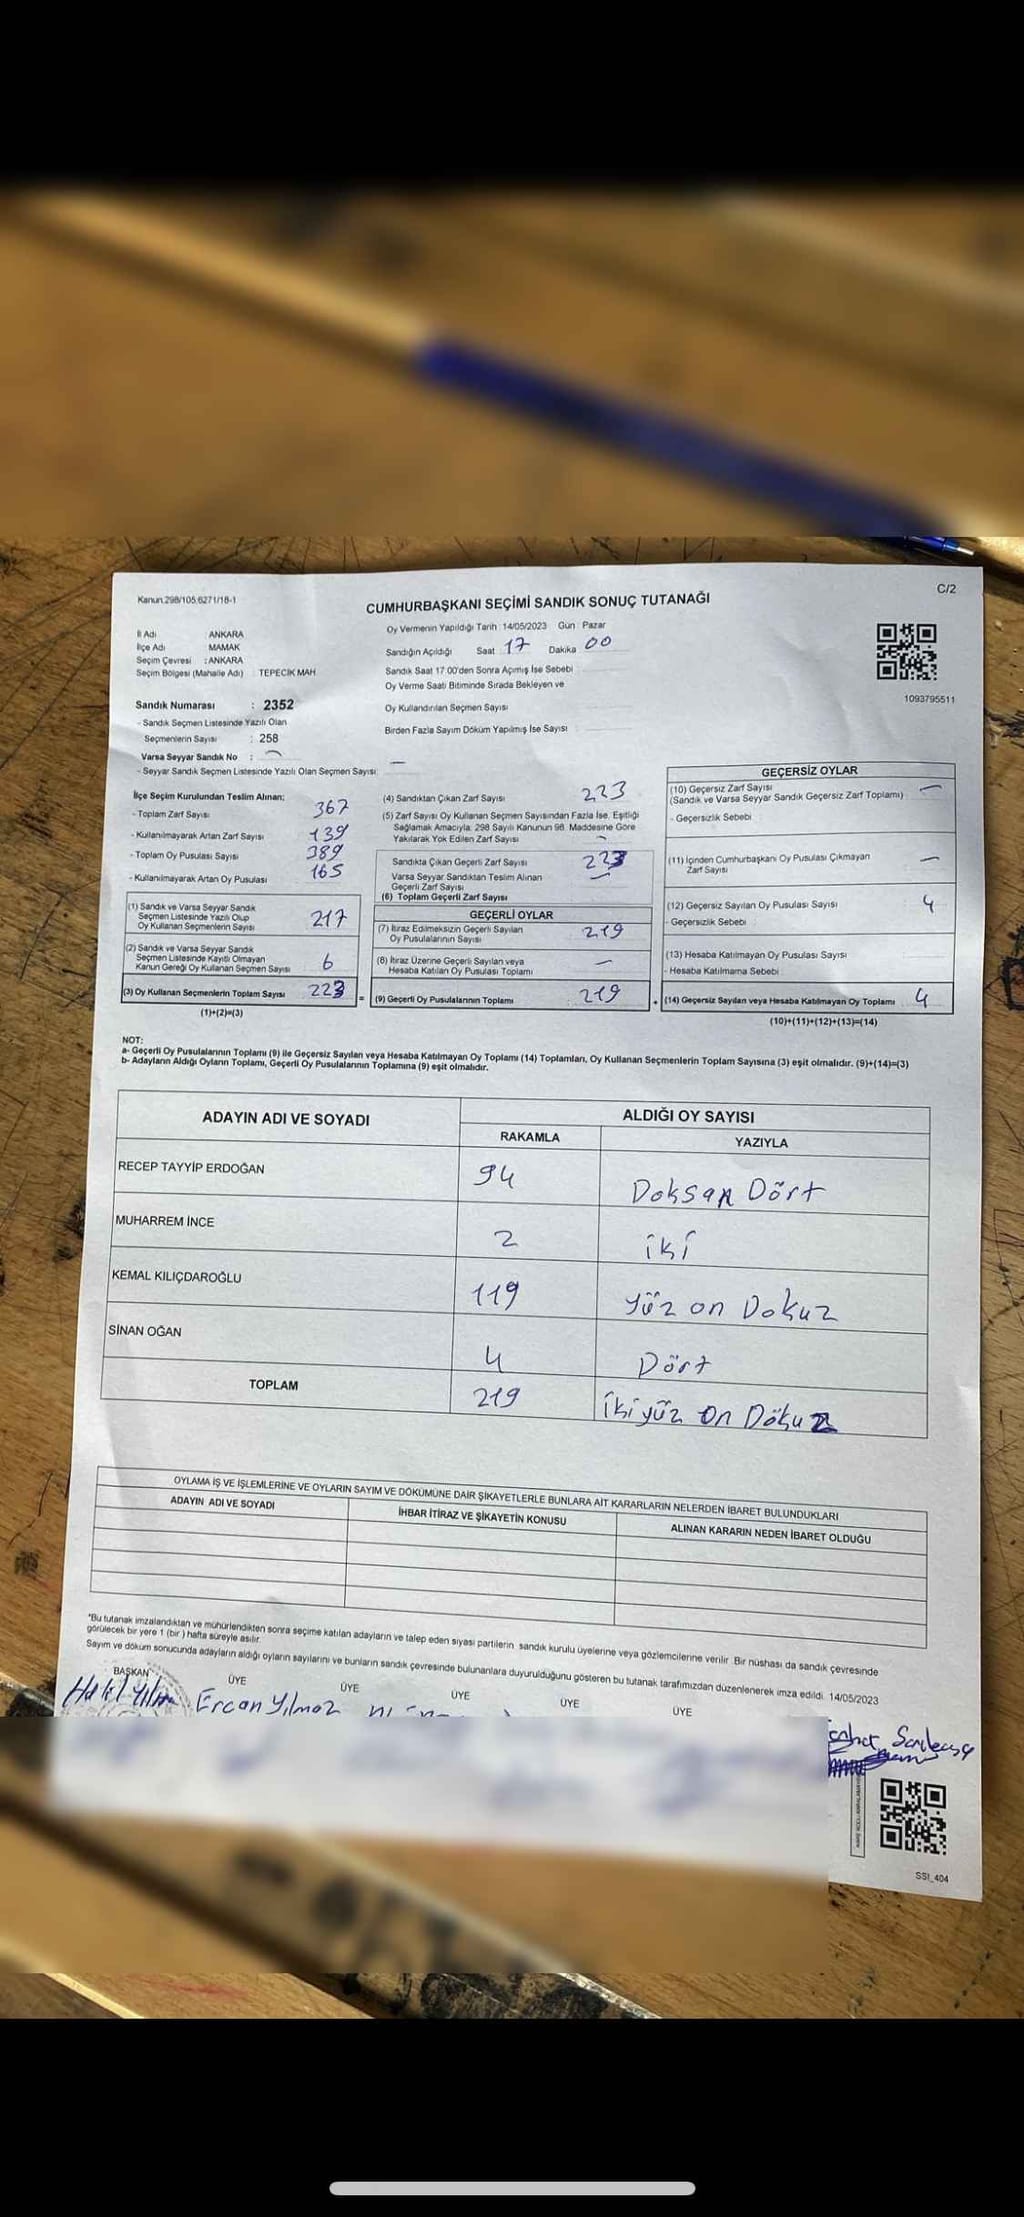 Kanun 298/105,6271/18-1
C/2
CUMHURBAŞKANI SEÇİMİ SANDIK SONUÇ TUTANAĞI
İl Adı ANKARA
İlçe Adı MAMAK
Seçim Çevresi : ANKARA
Seçim Bölgesi (Mahalle Adı) TEPECİK MAH
Sandık Numarası : 2352
- Sandık Seçmen Listesinde Yazılı Olan
Seçmenlerin Sayısı : 258
Varsa Seyyar Sandık No : —
- Seyyar Sandık Seçmen Listesinde Yazılı Olan Seçmen Sayısı: —
Oy Vermenin Yapıldığı Tarih :14/05/2023 Gün Pazar
Sandığın Açıldığı Saat 17 Dakika 00
Sandık Saat 17.00'den Sonra Açılmış İse Sebebi
Oy Verme Saati Bitiminde Sırada Bekleyen ve
Oy Kullandırılan Seçmen Sayısı
Birden Fazla Sayım Döküm Yapılmış İse Sayısı
1093795511
İlçe Seçim Kurulundan Teslim Alınan;
- Toplam Zarf Sayısı 367
- Kullanılmayarak Artan Zarf Sayısı 139
- Toplam Oy Pusulası Sayısı 389
- Kullanılmayarak Artan Oy Pusulası 165
(1) Sandık ve Varsa Seyyar Sandık
Seçmen Listesinde Yazılı Olup
Oy Kullanan Seçmenlerin Sayısı 217
(2) Sandık ve Varsa Seyyar Sandık
Seçmen Listesinde Kayıtlı Olmayan
Kanun Gereği Oy Kullanan Seçmen Sayısı 6
(3) Oy Kullanan Seçmenlerin Toplam Sayısı 223
(1)+(2)=(3)
(4) Sandıktan Çıkan Zarf Sayısı 223
(5) Zarf Sayısı Oy Kullanan Seçmen Sayısından Fazla İse, Eşitliği
Sağlamak Amacıyla; 298 Sayılı Kanunun 98. Maddesine Göre
Yakılarak Yok Edilen Zarf Sayısı —
Sandıkta Çıkan Geçerli Zarf Sayısı 223
Varsa Seyyar Sandıktan Teslim Alınan
Geçerli Zarf Sayısı —
(6) Toplam Geçerli Zarf Sayısı
GEÇERLİ OYLAR
(7) İtiraz Edilmeksizin Geçerli Sayılan
Oy Pusulalarının Sayısı 219
(8) İtiraz Üzerine Geçerli Sayılan veya
Hesaba Katılan Oy Pusulası Toplamı —
= (9) Geçerli Oy Pusulalarının Toplamı 219
GEÇERSİZ OYLAR
(10) Geçersiz Zarf Sayısı —
(Sandık ve Varsa Seyyar Sandık Geçersiz Zarf Toplamı)
- Geçersizlik Sebebi
(11) İçinden Cumhurbaşkanı Oy Pusulası Çıkmayan —
Zarf Sayısı
(12) Geçersiz Sayılan Oy Pusulası Sayısı 4
- Geçersizlik Sebebi
(13) Hesaba Katılmayan Oy Pusulası Sayısı
- Hesaba Katılmama Sebebi
+ (14) Geçersiz Sayılan veya Hesaba Katılmayan Oy Toplamı 4
(10)+(11)+(12)+(13)=(14)
NOT:
a- Geçerli Oy Pusulalarının Toplamı (9) ile Geçersiz Sayılan veya Hesaba Katılmayan Oy Toplamı (14) Toplamları, Oy Kullanan Seçmenlerin Toplam Sayısına (3) eşit olmalıdır. (9)+(14)=(3)
b- Adayların Aldığı Oyların Toplamı, Geçerli Oy Pusulalarının Toplamına (9) eşit olmalıdır.
ADAYIN ADI VE SOYADI
ALDIĞI OY SAYISI
RAKAMLA YAZIYLA
RECEP TAYYİP ERDOĞAN 94 Doksan Dört
MUHARREM İNCE 2 iki
KEMAL KILIÇDAROĞLU 119 yüz on Dokuz
SİNAN OĞAN 4 Dört
TOPLAM 219 ikiyüz on Dökuz
OYLAMA İŞ VE İŞLEMLERİNE VE OYLARIN SAYIM VE DÖKÜMÜNE DAİR ŞİKAYETLERLE BUNLARA AİT KARARLARIN NELERDEN İBARET BULUNDUKLARI
ADAYIN ADI VE SOYADI İHBAR İTİRAZ VE ŞİKAYETİN KONUSU ALINAN KARARIN NEDEN İBARET OLDUĞU
*Bu tutanak imzalandıktan ve mühürlendikten sonra seçime katılan adayların ve talep eden siyasi partilerin sandık kurulu üyelerine veya gözlemcilerine verilir. Bir nüshası da sandık çevresinde
görülecek bir yere 1 (bir ) hafta süreyle asılır.
Sayım ve döküm sonucunda adayların aldığı oyların sayılarını ve bunların sandık çevresinde bulunanlara duyurulduğunu gösteren bu tutanak tarafımızdan düzenlenerek imza edildi. 14/05/2023
BAŞKAN ÜYE ÜYE ÜYE ÜYE ÜYE
Ercan Yılmaz
SSI_404